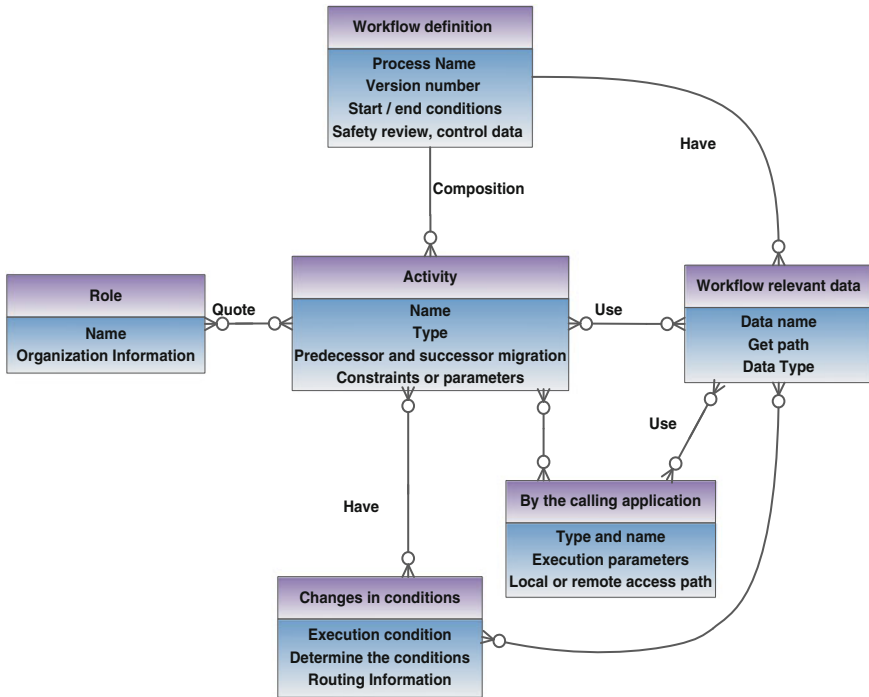 Workflow definition
Process Name
Version number
Start / end conditions
Safety review, control data
Have
Composition
Activity
Name
Type
Predecessor and successor migration
Constraints or parameters
Role
Name
Organization Information
Quote
Use
Workflow relevant data
Data name
Get path
Data Type
Use
By the calling application
Type and name
Execution parameters
Local or remote access path
Have
Changes in conditions
Execution condition
Determine the conditions
Routing Information